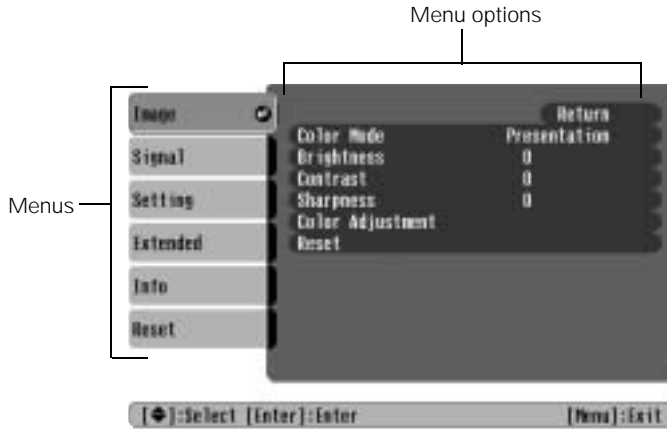 Menu options
Menus
Image
Signal
Setting
Extended
Info
Reset
Return
Color Mode Presentation
Brightness 0
Contrast 0
Sharpness 0
Color Adjustment
Reset
[◆]:Select [Enter]:Enter [Menu]:Exit